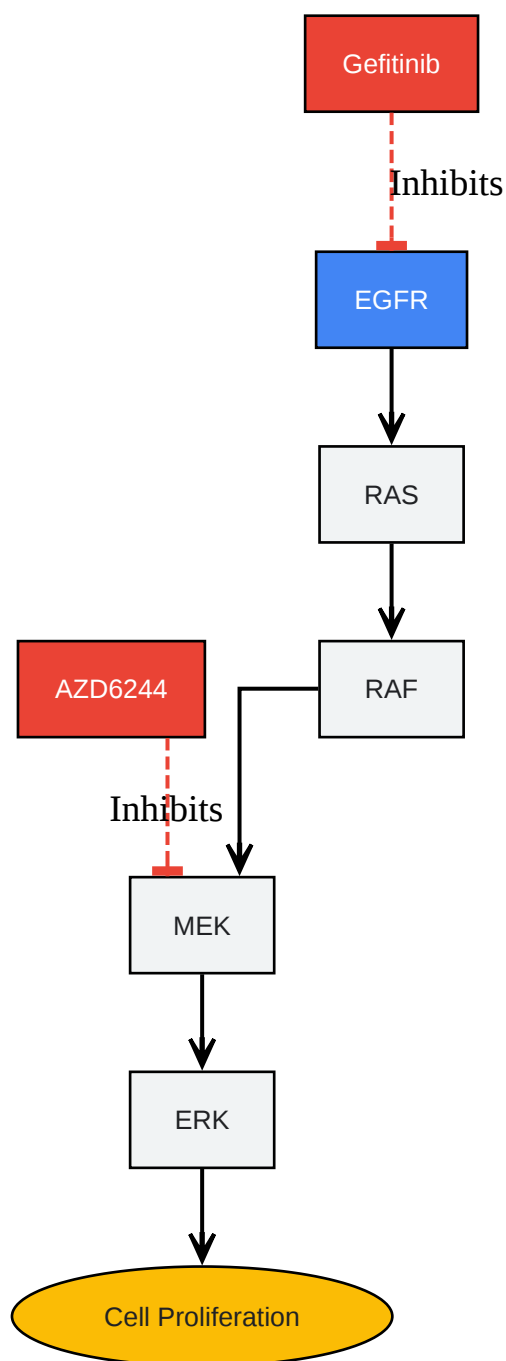 Gefitinib
Inhibits
EGFR
RAS
AZD6244
RAF
Inhibits
MEK
ERK
Cell Proliferation